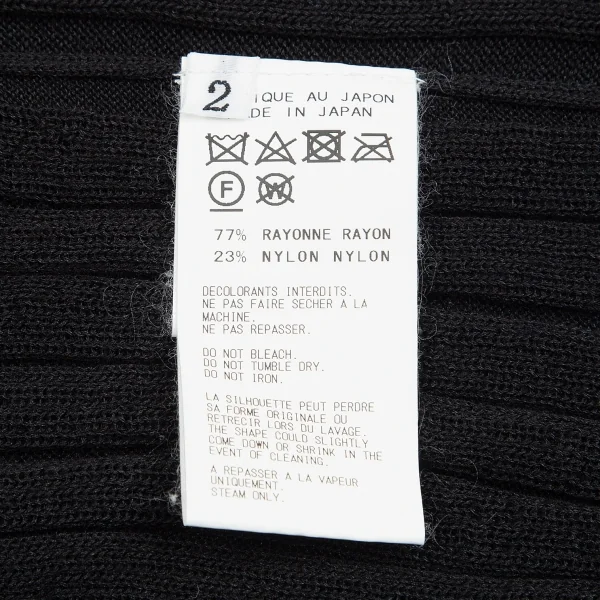 2
IQUE AU JAPON
DE IN JAPAN
F W
77% RAYONNE RAYON
23% NYLON NYLON
DECOLORANTS INTERDITS.
NE PAS FAIRE SECHER A LA
MACHINE.
NE PAS REPASSER.
DO NOT BLEACH.
DO NOT TUMBLE DRY.
DO NOT IRON.
LA SILHOUETTE PEUT PERDRE
SA FORME ORIGINALE OU
RETRECIR LORS DU LAVAGE.
THE SHAPE COULD SLIGHTLY
COME DOWN OR SHRINK IN THE
EVENT OF CLEANING.
A REPASSER A LA VAPEUR
UNIQUEMENT.
STEAM ONLY.